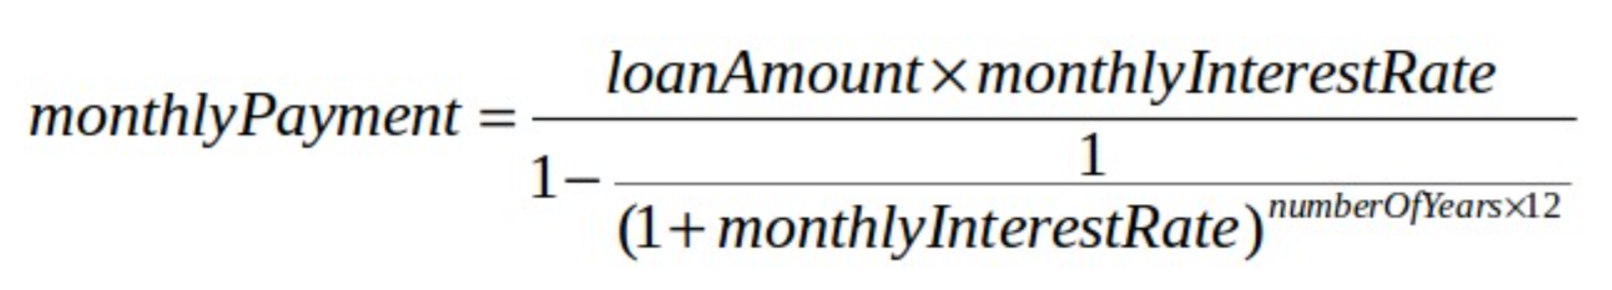 loanAmount×monthlyInterestRate
monthlyPayment =
1
1−
(1+monthlyInterestRate)^numberOfYears×12